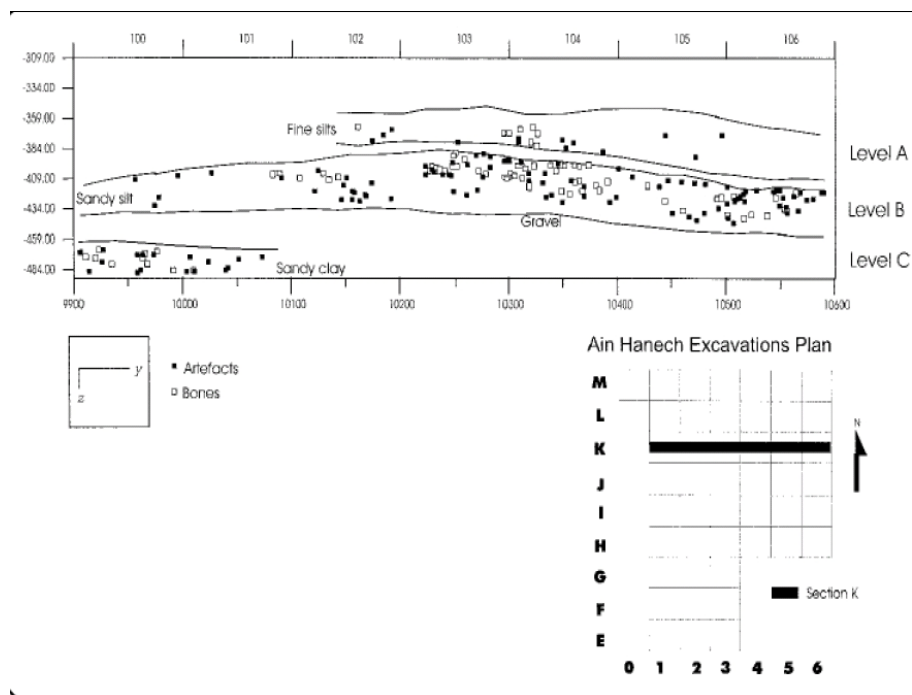 100 101 102 103 104 105 106
-309.00
-334.00
-359.00
Fine silts
-384.00
Level A
-409.00
Sandy silt
-434.00
Level B
Gravel
-459.00
Level C
-484.00
Sandy clay
9900 10000 10100 10200 10300 10400 10500 10600
y
z
Artefacts
Bones
Ain Hanech Excavations Plan
M
L
N
K
J
I
H
G
Section K
F
E
0 1 2 3 4 5 6